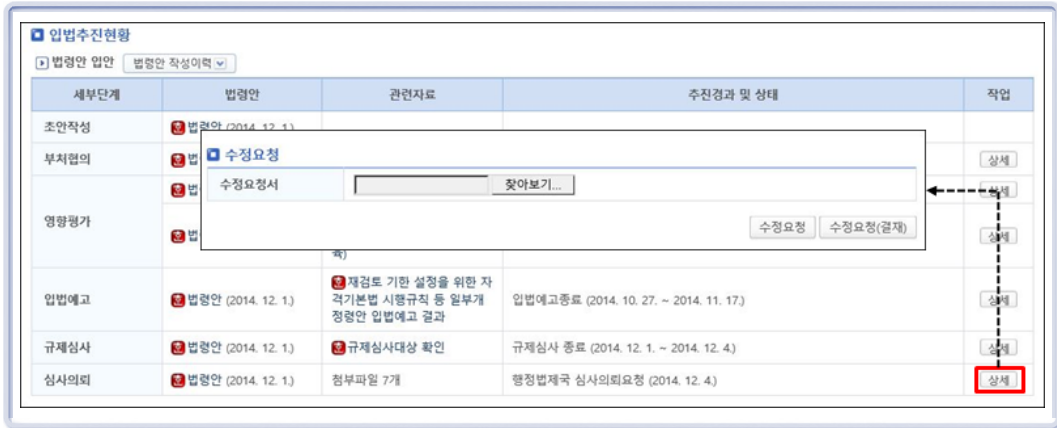 입법추진현황
법령안 입안 법령안 작성이력
세부단계 법령안 관련자료 추진경과 및 상태 작업
초안작성 법령안 (2014. 12. 1.)
부처협의 법 상세
수정요청
수정요청서 찾아보기...
수정요청 수정요청(결재)
법 상세
영향평가
법 상세
육)
입법예고 법령안 (2014. 12. 1.) 재검토 기한 설정을 위한 자
격기본법 시행규칙 등 일부개
정령안 입법예고 결과
입법예고종료 (2014. 10. 27. ~ 2014. 11. 17.) 상세
규제심사 법령안 (2014. 12. 1.) 규제심사대상 확인 규제심사 종료 (2014. 12. 1. ~ 2014. 12. 4.) 상세
심사의뢰 법령안 (2014. 12. 1.) 첨부파일 7개 행정법제국 심사의뢰요청 (2014. 12. 4.) 상세